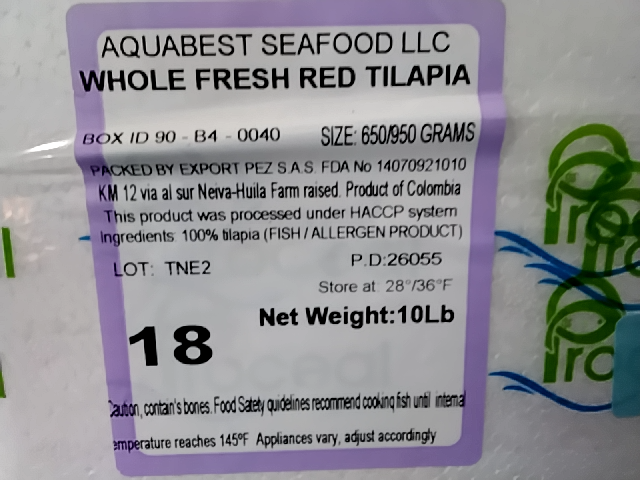 AQUABEST SEAFOOD LLC
WHOLE FRESH RED TILAPIA
BOX ID 90 - B4 - 0040 SIZE: 650/950 GRAMS
PACKED BY EXPORT PEZ S.A.S. FDA No 14070921010
KM 12 via al sur Neiva-Huila Farm raised. Product of Colombia
This product was processed under HACCP system
Ingredients: 100% tilapia (FISH / ALLERGEN PRODUCT)
LOT: TNE2 P.D:26055
Store at: 28°/36°F
Net Weight:10Lb
18
Caution, contain's bones. Food Safety guidelines recommend cooking fish until internal
emperature reaches 145ºF Appliances vary, adjust accordingly